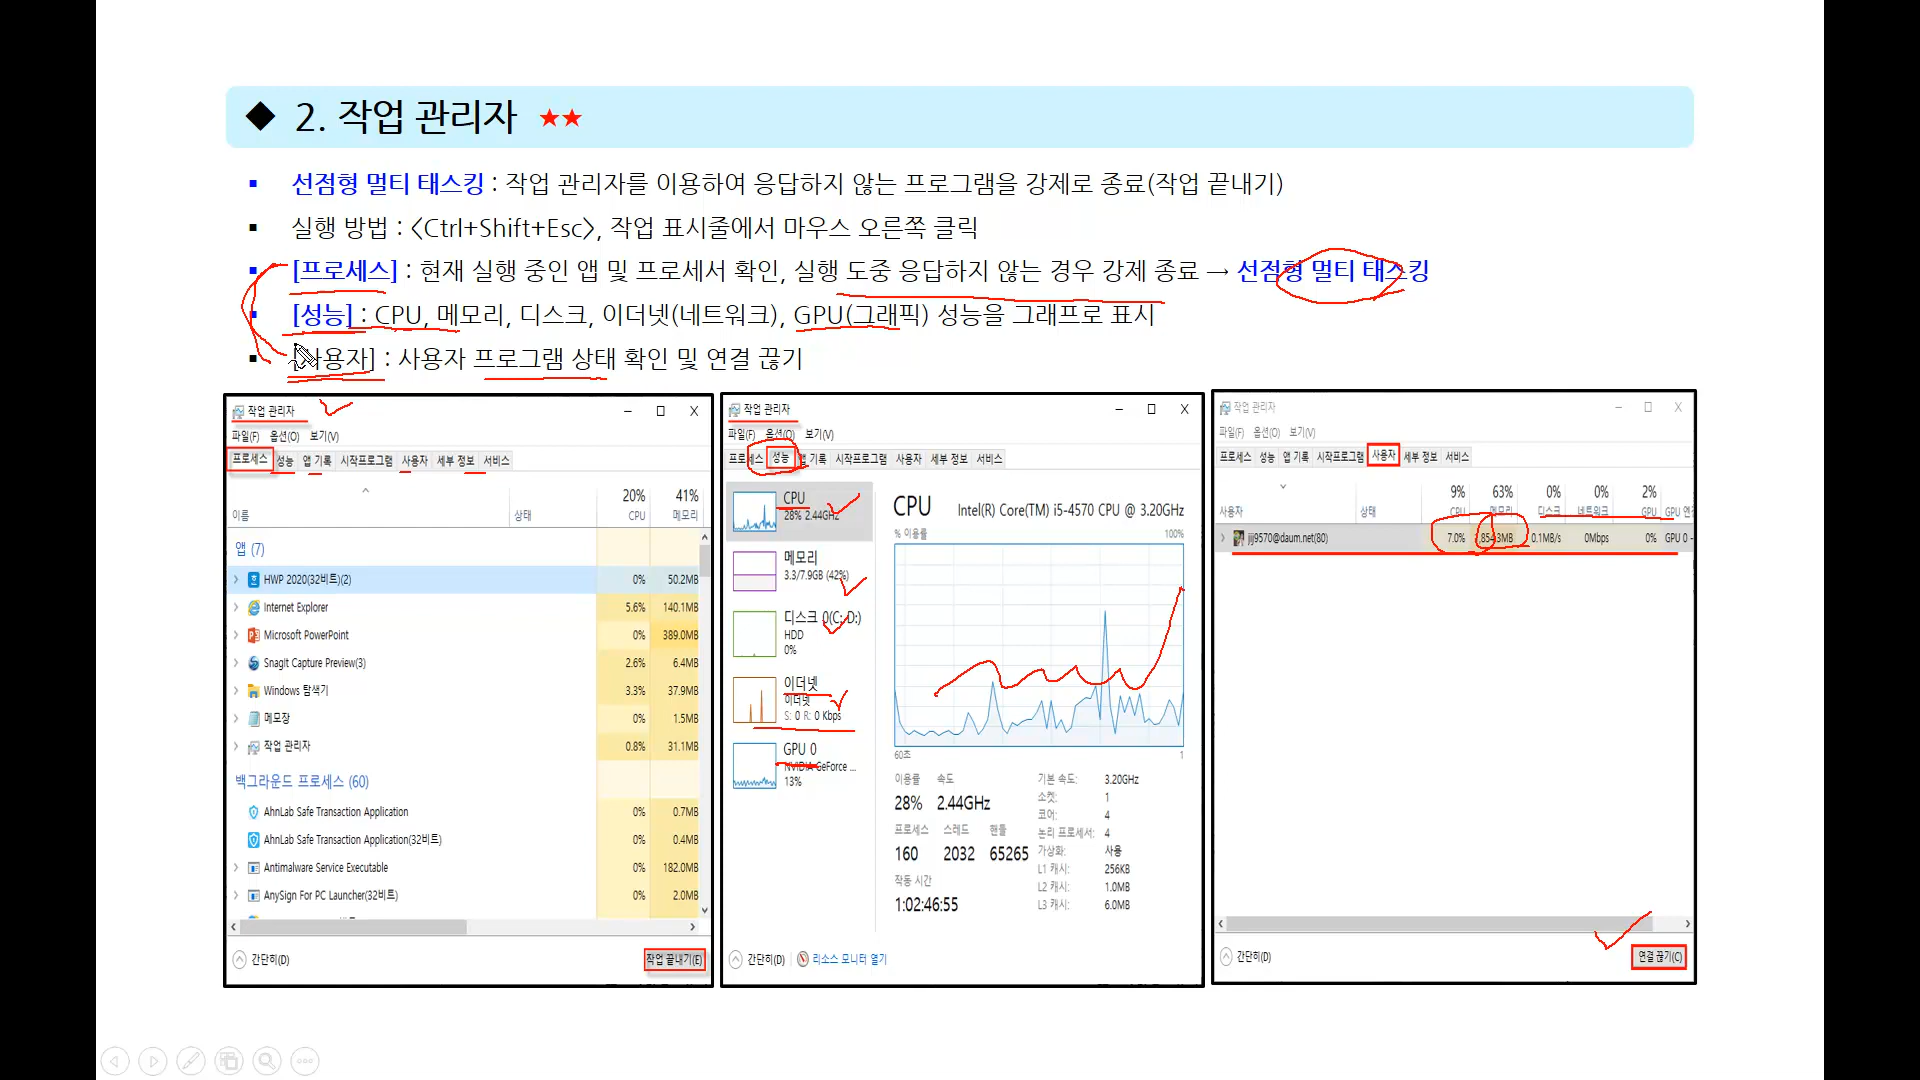 ◆ 2. 작업 관리자 ★★
▪ 선점형 멀티 태스킹 : 작업 관리자를 이용하여 응답하지 않는 프로그램을 강제로 종료(작업 끝내기)
▪ 실행 방법 : <Ctrl+Shift+Esc>, 작업 표시줄에서 마우스 오른쪽 클릭
▪ [프로세스] : 현재 실행 중인 앱 및 프로세서 확인, 실행 도중 응답하지 않는 경우 강제 종료 → 선점형 멀티 태스킹
▪ [성능] : CPU, 메모리, 디스크, 이더넷(네트워크), GPU(그래픽) 성능을 그래프로 표시
▪ [사용자] : 사용자 프로그램 상태 확인 및 연결 끊기
작업 관리자
파일(F) 옵션(O) 보기(V)
프로세스 성능 앱 기록 시작프로그램 사용자 세부 정보 서비스
20% 41%
이름 상태 CPU 메모리
앱 (7)
HWP 2020(32비트)(2) 0% 50.2MB
Internet Explorer 5.6% 140.1MB
Microsoft PowerPoint 0% 389.0MB
Snagit Capture Preview(3) 2.6% 6.4MB
Windows 탐색기 3.3% 37.9MB
메모장 0% 1.5MB
작업 관리자 0.8% 31.1MB
백그라운드 프로세스 (60)
AhnLab Safe Transaction Application 0% 0.7MB
AhnLab Safe Transaction Application(32비트) 0% 0.4MB
Antimalware Service Executable 0% 182.0MB
AnySign For PC Launcher(32비트) 0% 2.0MB
간단히(D) 작업 끝내기(E)
작업 관리자
파일(F) 옵션(O) 보기(V)
프로세스 성능 앱 기록 시작프로그램 사용자 세부 정보 서비스
CPU
28% 2.44GHz
메모리
3.3/7.9GB (42%)
디스크 0(C: D:)
HDD
0%
이더넷
이더넷
S: 0 R: 0 Kbps
GPU 0
NVIDIA GeForce ...
13%
CPU Intel(R) Core(TM) i5-4570 CPU @ 3.20GHz
% 이용률 100%
60초
이용률 속도
28% 2.44GHz
프로세스 스레드 핸들
160 2032 65265
작동 시간
1:02:46:55
기본 속도: 3.20GHz
소켓: 1
코어: 4
논리 프로세서: 4
가상화: 사용
L1 캐시: 256KB
L2 캐시: 1.0MB
L3 캐시: 6.0MB
간단히(D) 리소스 모니터 열기
작업 관리자
파일(F) 옵션(O) 보기(V)
프로세스 성능 앱 기록 시작프로그램 사용자 세부 정보 서비스
9% 63% 0% 0% 2%
사용자 상태 CPU 메모리 디스크 네트워크 GPU GPU 엔
7.0% 0.1MB/s 0Mbps 0% GPU 0 -
간단히(D) 연결 끊기(C)